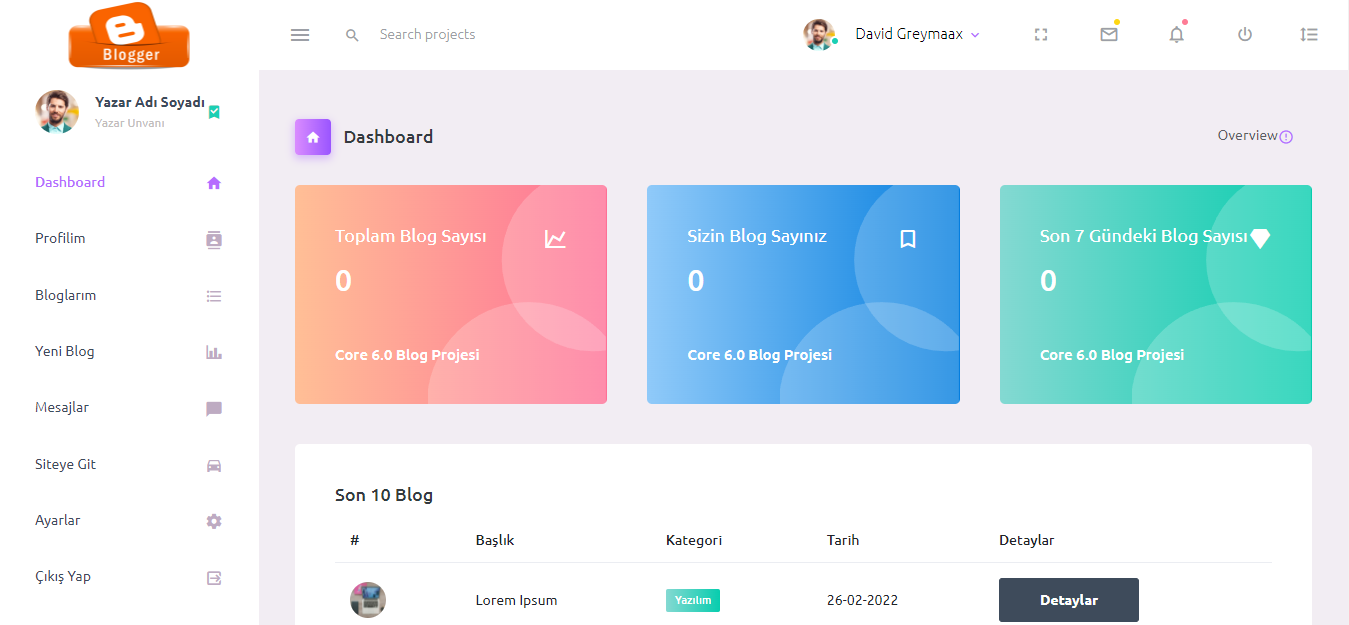 Blogger
Search projects
David Greymaax
Yazar Adı Soyadı
Yazar Unvanı
Dashboard
Profilim
Bloglarım
Yeni Blog
Mesajlar
Siteye Git
Ayarlar
Çıkış Yap
Dashboard
Overview
Toplam Blog Sayısı
0
Core 6.0 Blog Projesi
Sizin Blog Sayınız
0
Core 6.0 Blog Projesi
Son 7 Gündeki Blog Sayısı
0
Core 6.0 Blog Projesi
Son 10 Blog
# Başlık Kategori Tarih Detaylar
Lorem Ipsum Yazılım 26-02-2022 Detaylar